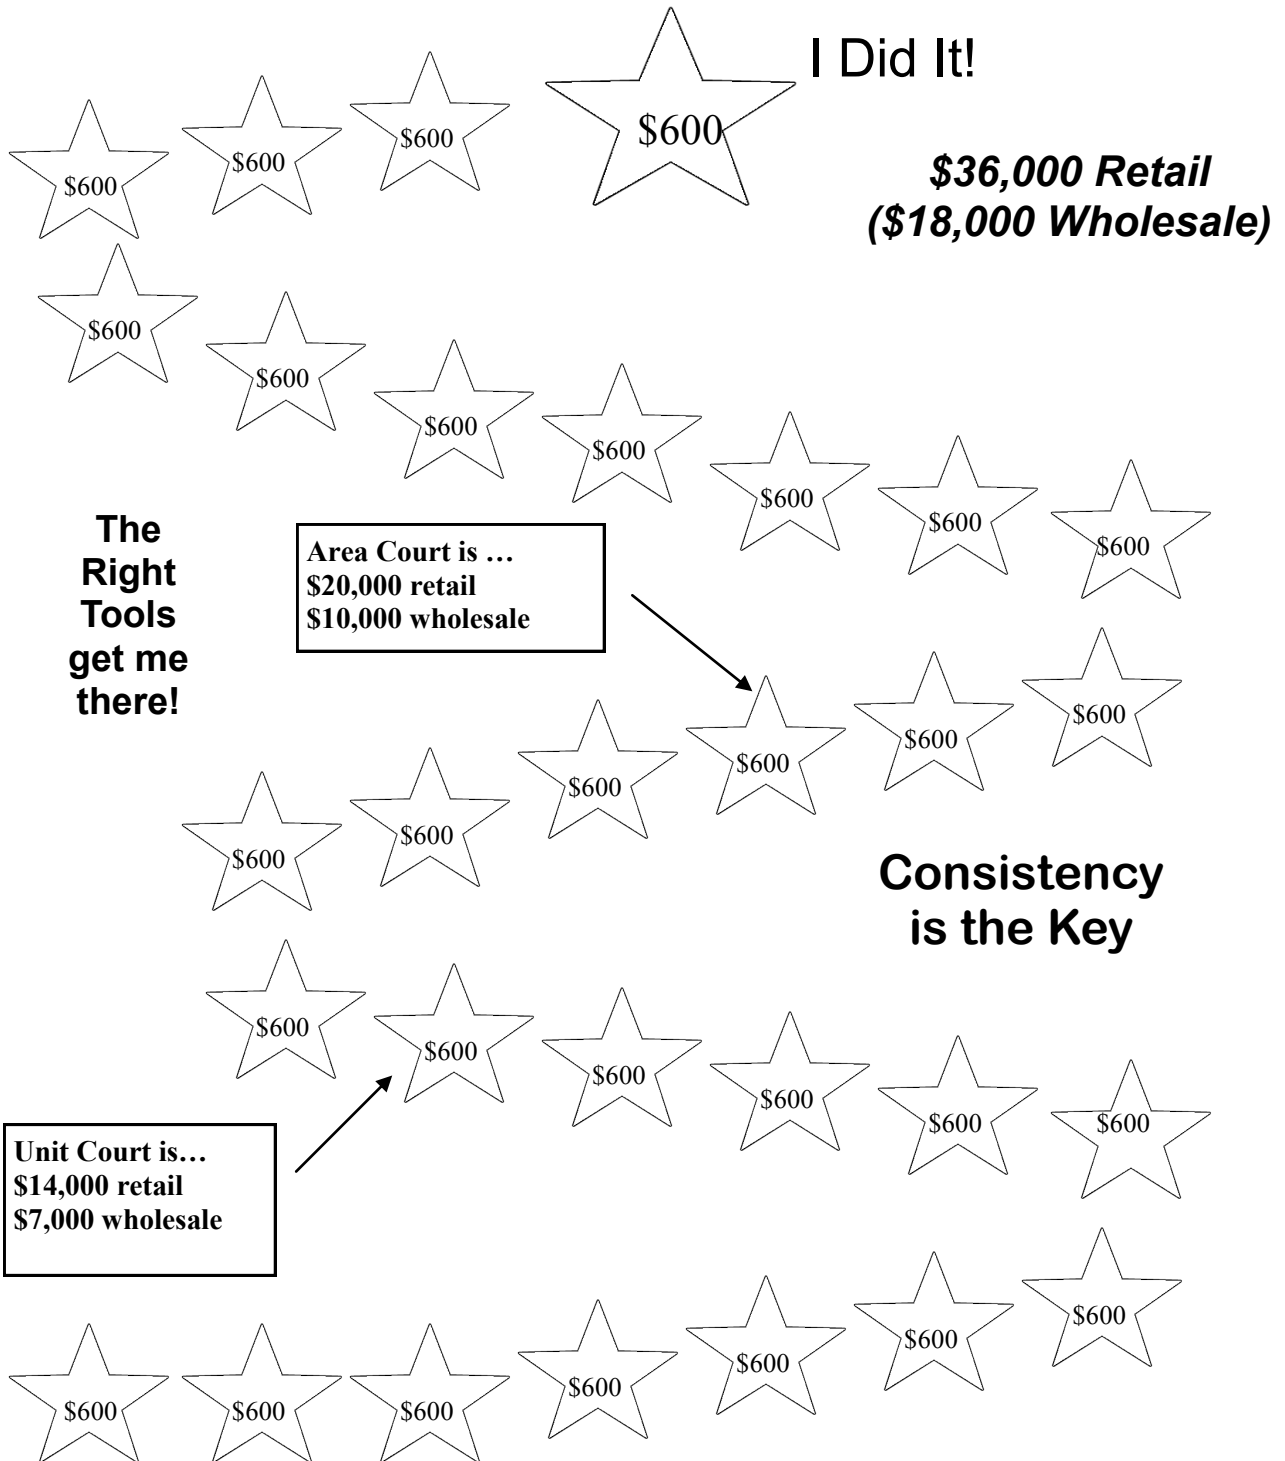 I Did It!
$600
$600
$600
$600
$36,000 Retail
($18,000 Wholesale)
$600
$600
$600
$600
$600
$600
$600
The
Right
Tools
get me
there!
Area Court is …
$20,000 retail
$10,000 wholesale
$600
$600
$600
$600
$600
$600
Consistency
is the Key
$600
$600
$600
$600
$600
$600
Unit Court is…
$14,000 retail
$7,000 wholesale
$600
$600
$600
$600
$600
$600
$600